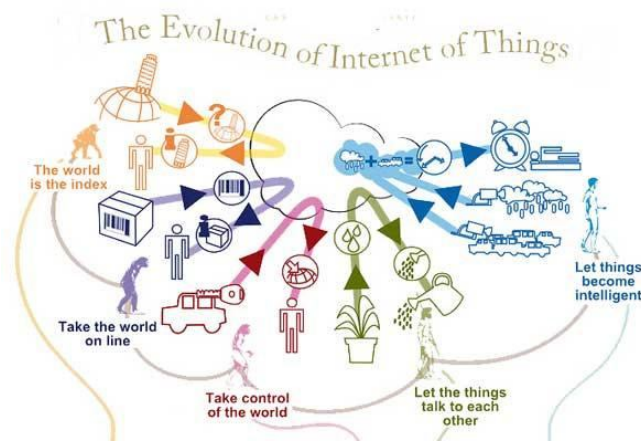 The Evolution of Internet of Things
The world
is the index
Take the world
on line
Take control
of the world
Let the things
talk to each
other
Let things
become
intelligent